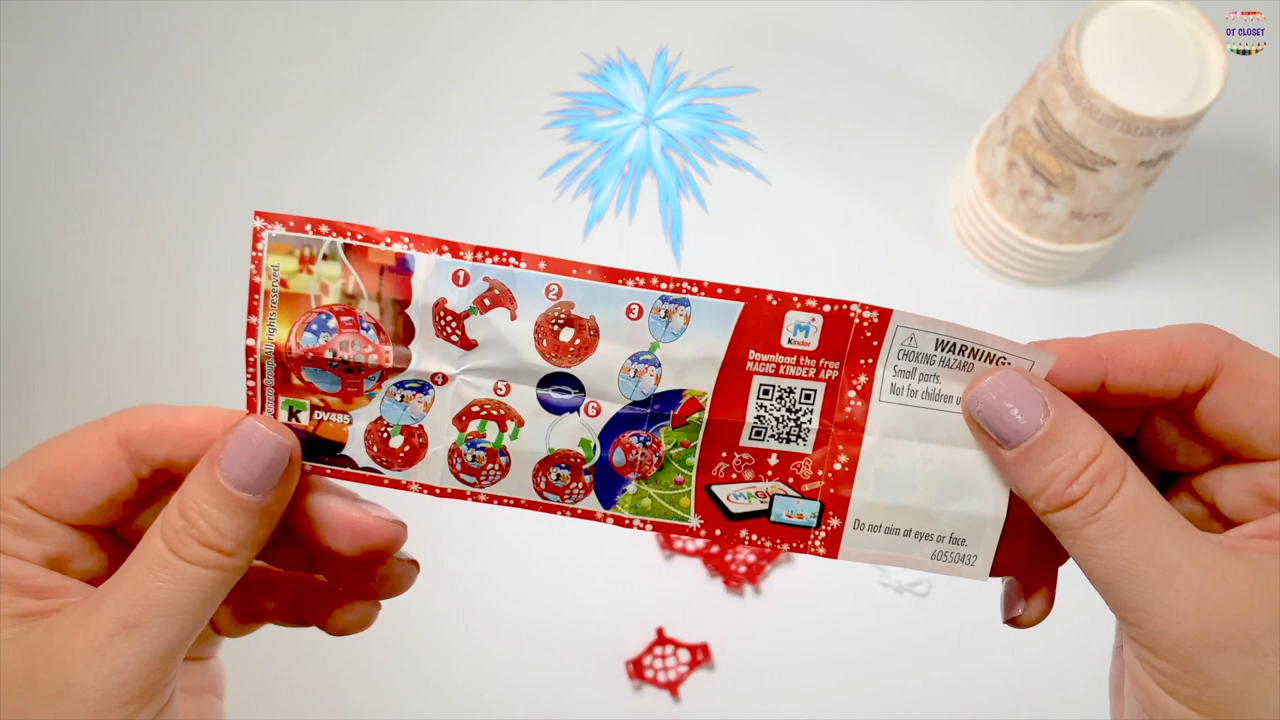 OT CLOSET
Ferrero Group. All rights reserved.
K
DV485
1
2
3
4
5
6
M
Kinder
Download the free
MAGIC KINDER APP
MAGI
WARNING:
CHOKING HAZARD
Small parts.
Not for children
Do not aim at eyes or face.
60550432